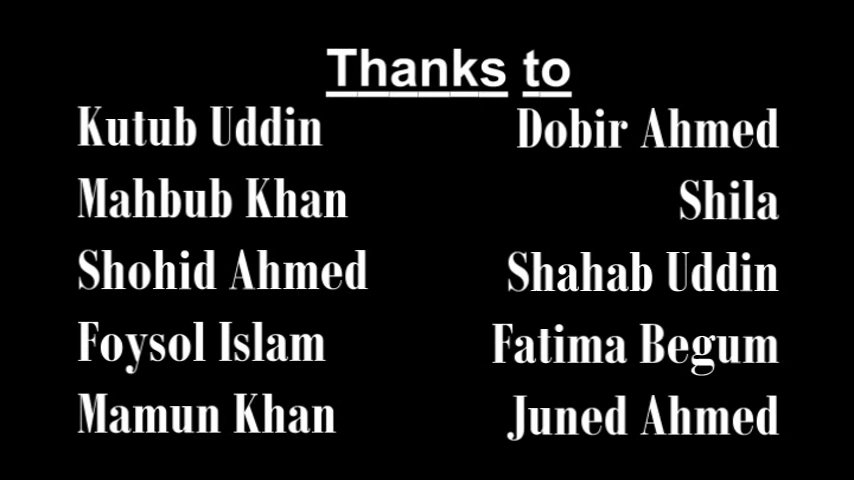 Thanks to
Kutub Uddin
Dobir Ahmed
Mahbub Khan
Shila
Shohid Ahmed
Shahab Uddin
Foysol Islam
Fatima Begum
Mamun Khan
Juned Ahmed